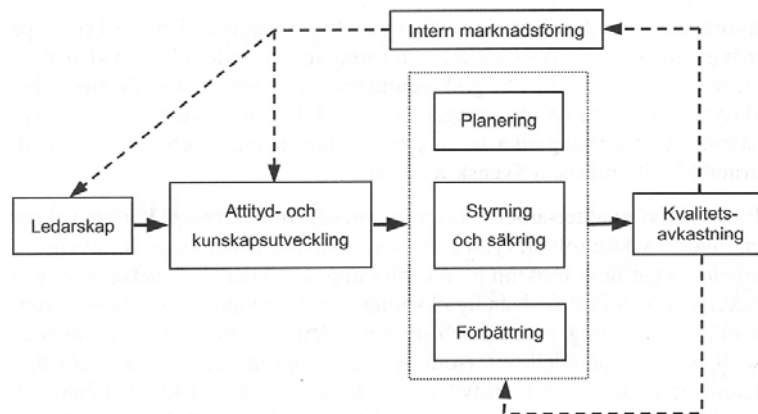 Intern marknadsföring
Planering
Ledarskap
Attityd- och
kunskapsutveckling
Styrning
och säkring
Kvalitets-
avkastning
Förbättring